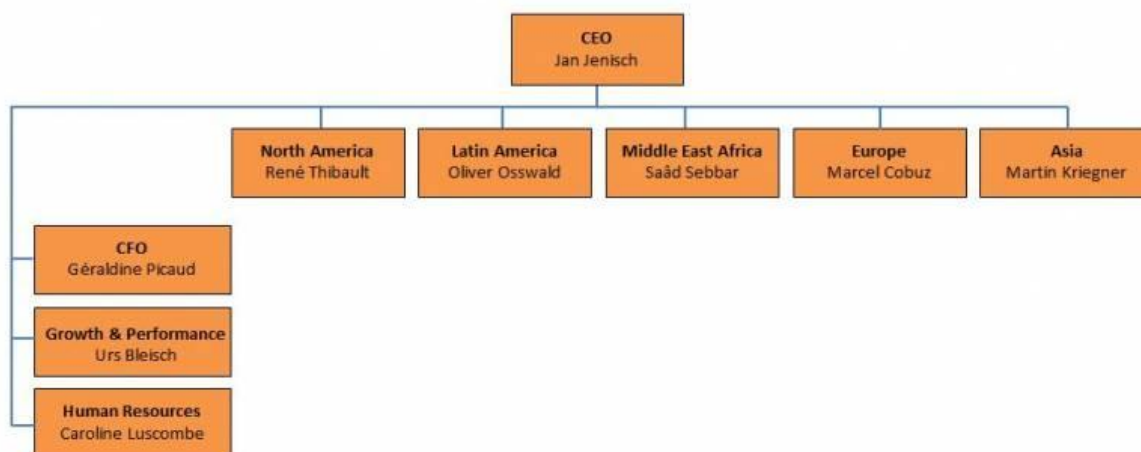 CEO
Jan Jenisch
North America
René Thibault
Latin America
Oliver Osswald
Middle East Africa
Saâd Sebbar
Europe
Marcel Cobuz
Asia
Martin Kriegner
CFO
Géraldine Picaud
Growth & Performance
Urs Bleisch
Human Resources
Caroline Luscombe